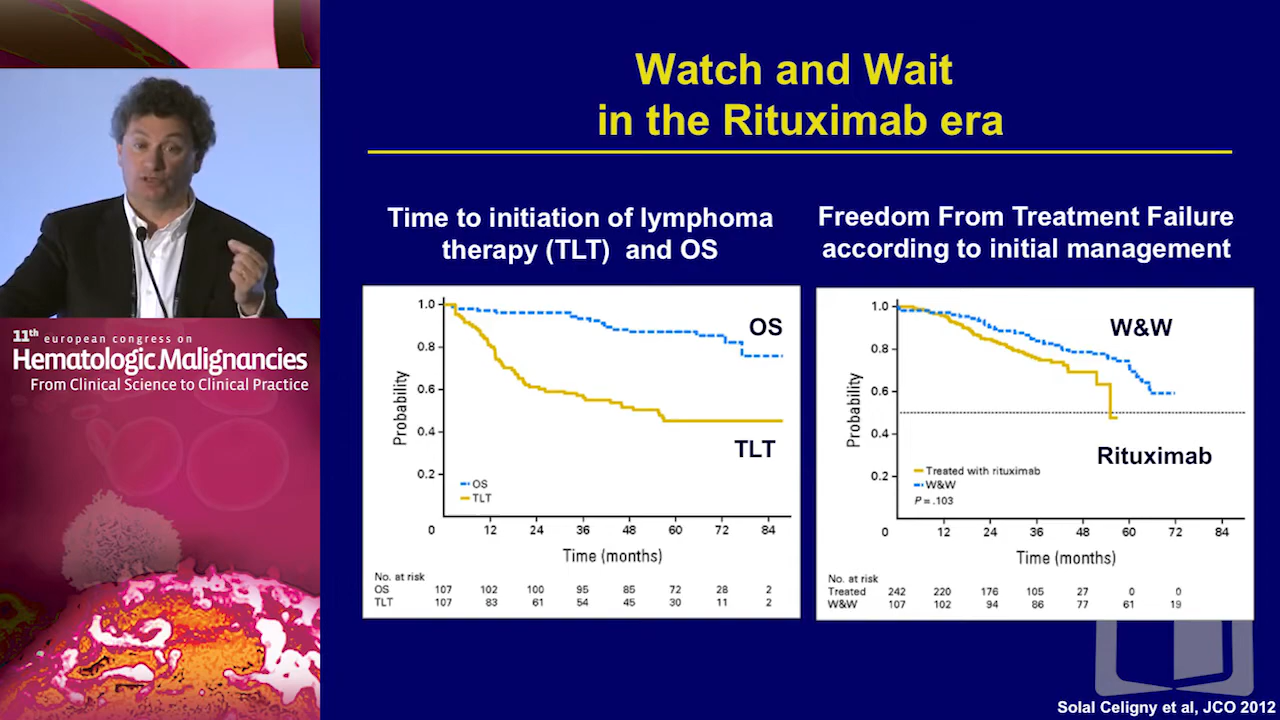 Watch and Wait
in the Rituximab era
11th european congress on
Hematologic Malignancies
From Clinical Science to Clinical Practice
Time to initiation of lymphoma
therapy (TLT) and OS
1.0
0.8
0.6
0.4
0.2
0
Probability
OS
TLT
OS
TLT
12 24 36 48 60 72 84
Time (months)
No. at risk
OS 107 102 100 95 85 72 28 2
TLT 107 83 61 54 45 30 11 2
Freedom From Treatment Failure
according to initial management
1.0
0.8
0.6
0.4
0.2
0
Probability
W&W
Rituximab
Treated with rituximab
W&W
P = .103
12 24 36 48 60 72 84
Time (months)
No. at risk
Treated 242 220 176 105 27 0 0
W&W 107 102 94 86 77 61 19
Solal Celigny et al, JCO 2012